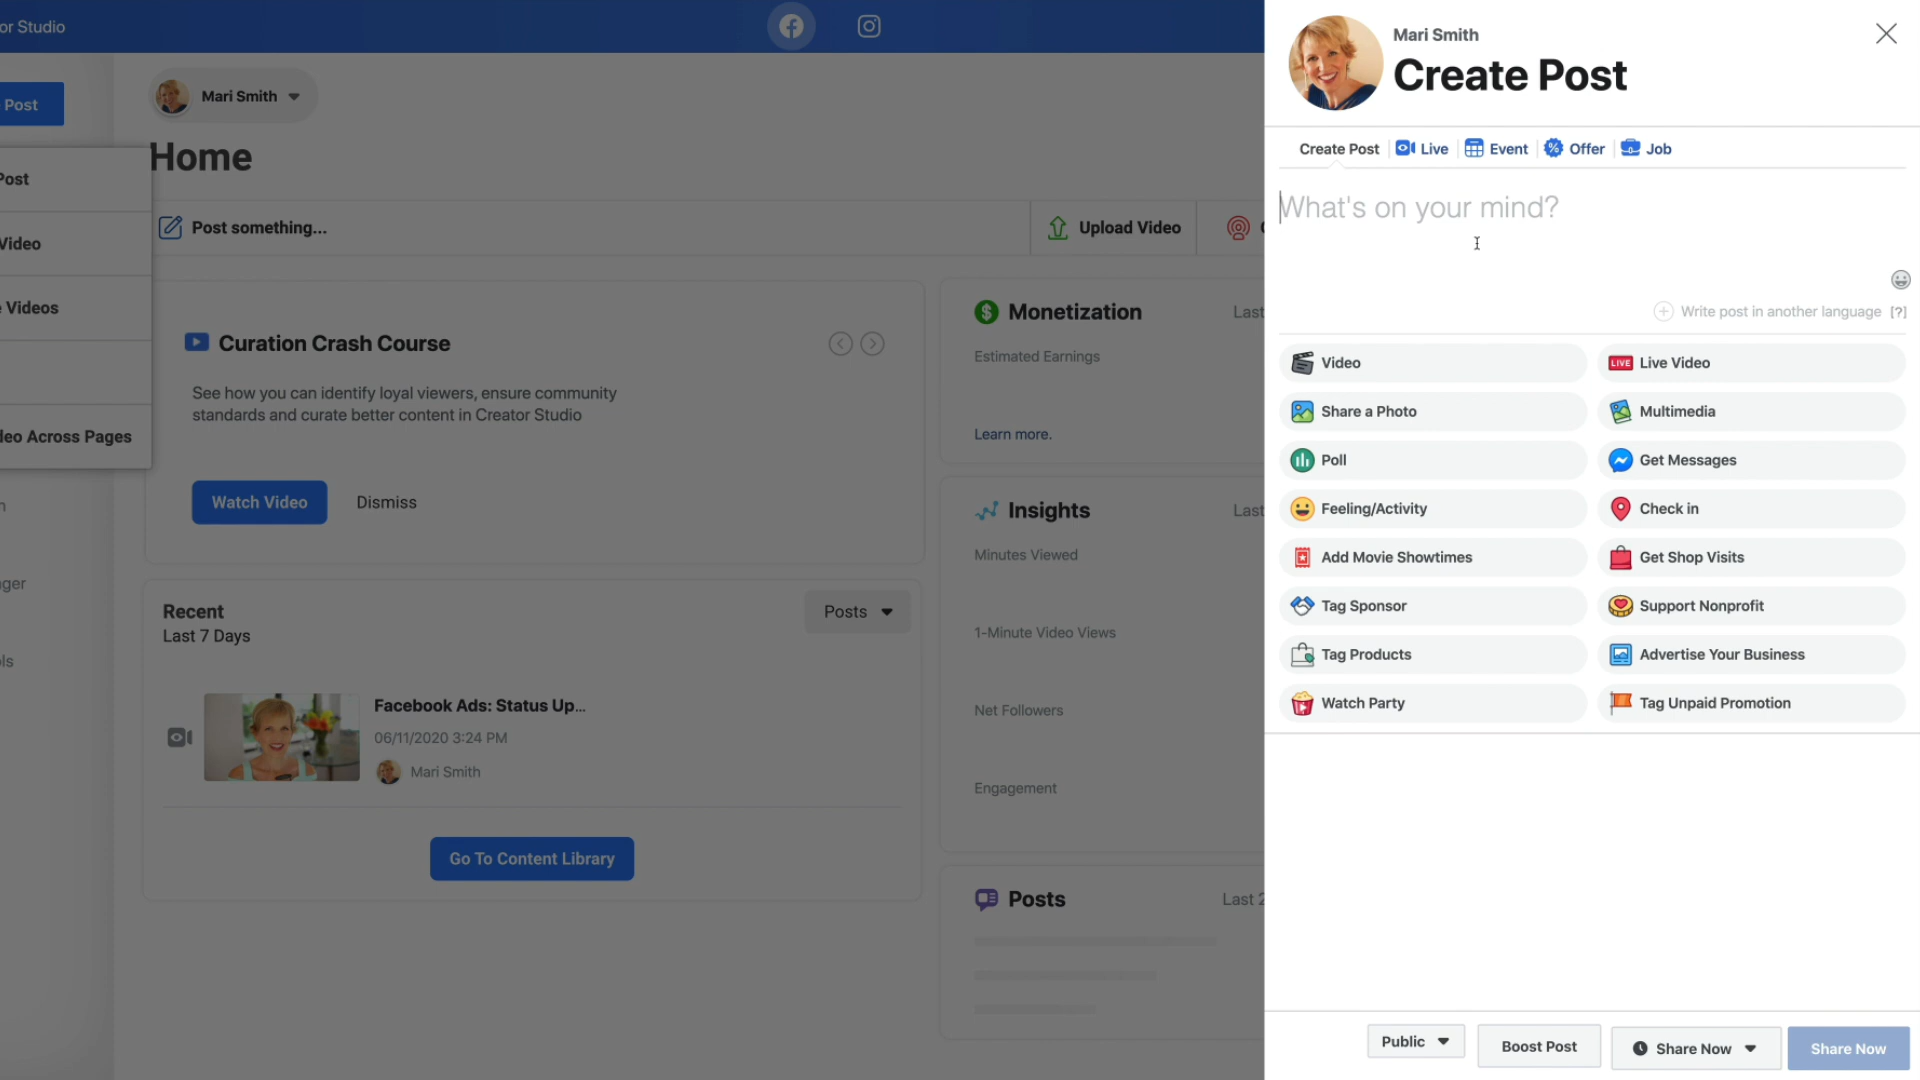 or Studio
Post
Post
Video
e Videos
deo Across Pages
ager
ols
Mari Smith
Home
Post something...
Upload Video
Curation Crash Course
See how you can identify loyal viewers, ensure community
standards and curate better content in Creator Studio
Watch Video
Dismiss
Recent
Last 7 Days
Posts
Facebook Ads: Status Up...
06/11/2020 3:24 PM
Mari Smith
Go To Content Library
Monetization
Last
Estimated Earnings
Learn more.
Insights
Last
Minutes Viewed
1-Minute Video Views
Net Followers
Engagement
Posts
Last 2
Mari Smith
Create Post
Create Post
Live
Event
Offer
Job
What's on your mind?
Write post in another language [?]
Video
LIVE Live Video
Share a Photo
Multimedia
Poll
Get Messages
Feeling/Activity
Check in
Add Movie Showtimes
Get Shop Visits
Tag Sponsor
Support Nonprofit
Tag Products
Advertise Your Business
Watch Party
Tag Unpaid Promotion
Public
Boost Post
Share Now
Share Now